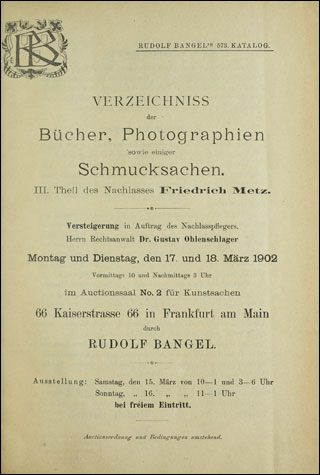 RB
RUDOLF BANGEL'S 573. KATALOG.
VERZEICHNISS
der
Bücher, Photographien
sowie einiger
Schmucksachen.
III. Theil des Nachlasses Friedrich Metz.
Versteigerung in Auftrag des Nachlasspflegers,
Herrn Rechtsanwalt Dr. Gustav Ohlenschlager
Montag und Dienstag, den 17. und 18. März 1902
Vormittags 10 und Nachmittags 3 Uhr
im Auctionssaal No. 2 für Kunstsachen
66 Kaiserstrasse 66 in Frankfurt am Main
durch
RUDOLF BANGEL.
Ausstellung: Samstag, den 15. März von 10—1 und 3—6 Uhr
Sonntag, „ 16. „ „ 11—1 Uhr
bei freiem Eintritt.
Auctionsordnung und Bedingungen umstehend.